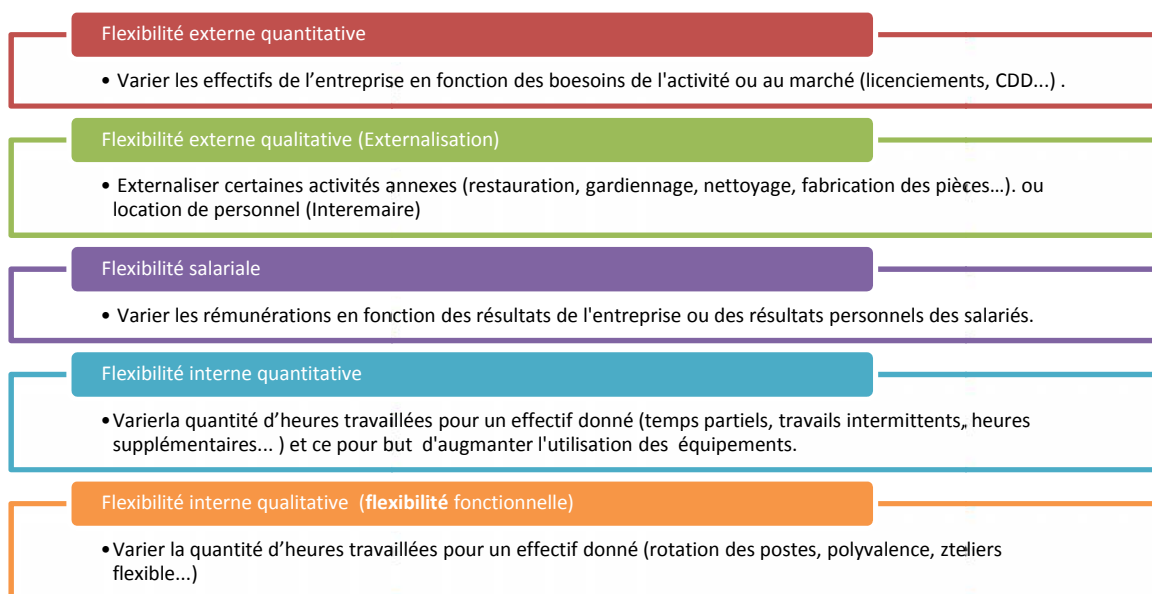 Flexibilité externe quantitative
• Varier les effectifs de l’entreprise en fonction des boesoins de l'activité ou au marché (licenciements, CDD...) .
Flexibilité externe qualitative (Externalisation)
• Externaliser certaines activités annexes (restauration, gardiennage, nettoyage, fabrication des pièces…). ou
location de personnel (Interemaire)
Flexibilité salariale
• Varier les rémunérations en fonction des résultats de l'entreprise ou des résultats personnels des salariés.
Flexibilité interne quantitative
•Varierla quantité d’heures travaillées pour un effectif donné (temps partiels, travails intermittents,, heures
supplémentaires... ) et ce pour but d'augmanter l'utilisation des équipements.
Flexibilité interne qualitative (flexibilité fonctionnelle)
•Varier la quantité d’heures travaillées pour un effectif donné (rotation des postes, polyvalence, zteliers
flexible...)